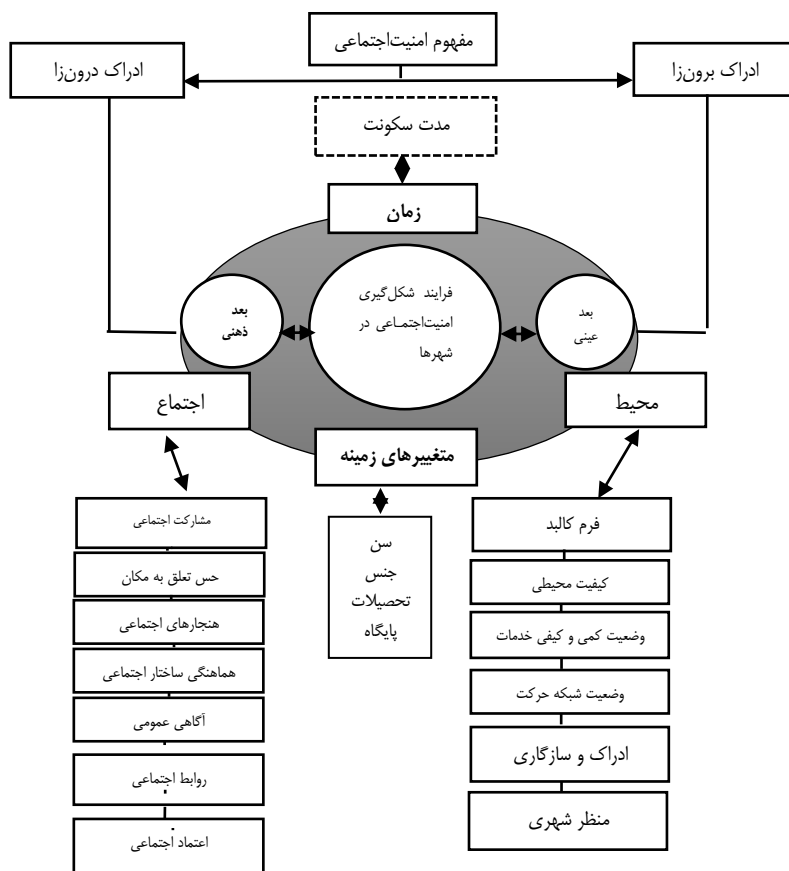 مفهوم امنیت‌اجتماعی
ادراک برون‌زا
ادراک درون‌زا
مدت سکونت
زمان
فرایند شکل‌گیری
امنیت‌اجتماعی در
شهرها
بعد
عینی
بعد
ذهنی
محیط
اجتماع
متغییرهای زمینه
فرم کالبد
کیفیت محیطی
وضعیت کمی و کیفی خدمات
وضعیت شبکه حرکت
ادراک و سازگاری
منظر شهری
سن
جنس
تحصیلات
پایگاه
مشارکت اجتماعی
حس تعلق به مکان
هنجارهای اجتماعی
هماهنگی ساختار اجتماعی
آگاهی عمومی
روابط اجتماعی
اعتماد اجتماعی